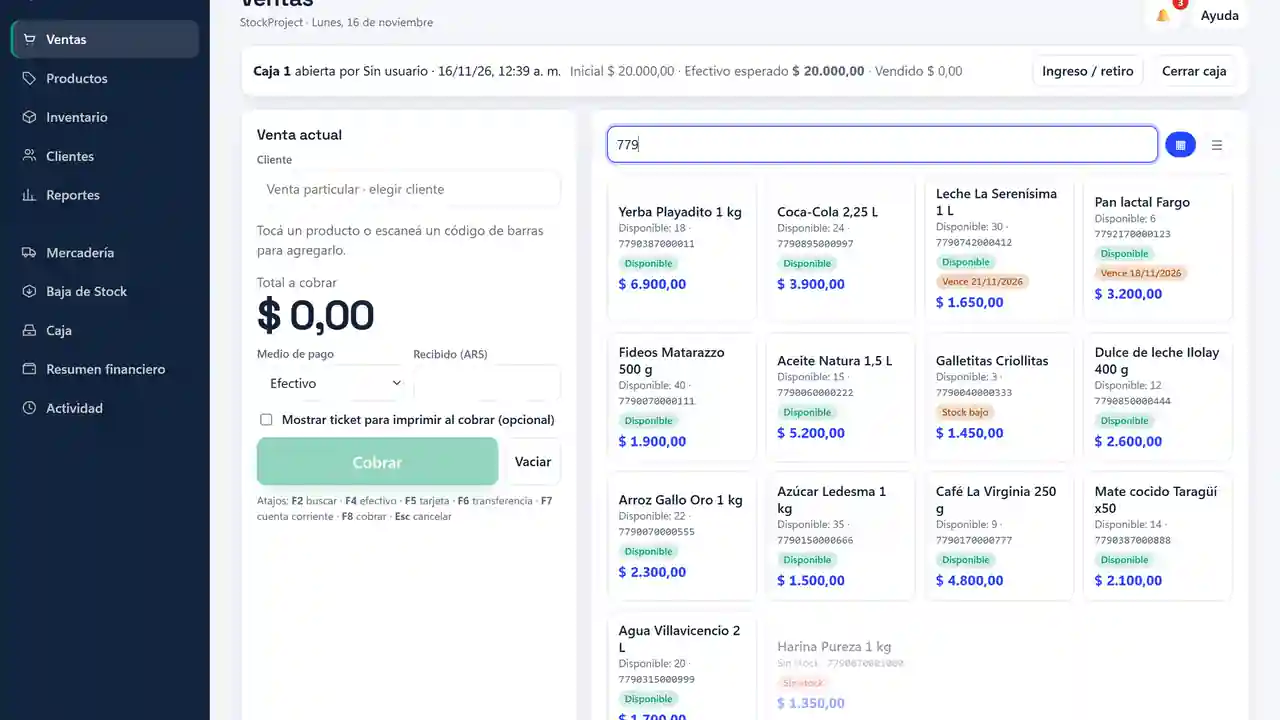 Ventas
StockProject · Lunes, 16 de noviembre
3
Ayuda
Ventas
Productos
Inventario
Clientes
Reportes
Mercadería
Baja de Stock
Caja
Resumen financiero
Actividad
Caja 1 abierta por Sin usuario · 16/11/26, 12:39 a. m. Inicial $ 20.000,00 · Efectivo esperado $ 20.000,00 · Vendido $ 0,00
Ingreso / retiro
Cerrar caja
Venta actual
Cliente
Venta particular · elegir cliente
Tocá un producto o escaneá un código de barras
para agregarlo.
Total a cobrar
$ 0,00
Medio de pago
Recibido (ARS)
Efectivo
Mostrar ticket para imprimir al cobrar (opcional)
Cobrar
Vaciar
Atajos: F2 buscar · F4 efectivo · F5 tarjeta · F6 transferencia · F7
cuenta corriente · F8 cobrar · Esc cancelar
779
Yerba Playadito 1 kg
Disponible: 18 ·
7790387000011
Disponible
$ 6.900,00
Coca-Cola 2,25 L
Disponible: 24 ·
7790895000997
Disponible
$ 3.900,00
Leche La Serenísima
1 L
Disponible: 30 ·
7790742000412
Disponible
Vence 21/11/2026
$ 1.650,00
Pan lactal Fargo
Disponible: 6 ·
7792170000123
Disponible
Vence 18/11/2026
$ 3.200,00
Fideos Matarazzo
500 g
Disponible: 40 ·
7790070000111
Disponible
$ 1.900,00
Aceite Natura 1,5 L
Disponible: 15 ·
7790060000222
Disponible
$ 5.200,00
Galletitas Criollitas
Disponible: 3 ·
7790040000333
Stock bajo
$ 1.450,00
Dulce de leche Ilolay
400 g
Disponible: 12 ·
7790850000444
Disponible
$ 2.600,00
Arroz Gallo Oro 1 kg
Disponible: 22 ·
7790070000555
Disponible
$ 2.300,00
Azúcar Ledesma 1
kg
Disponible: 35 ·
7790150000666
Disponible
$ 1.500,00
Café La Virginia 250
g
Disponible: 9 ·
7790170000777
Disponible
$ 4.800,00
Mate cocido Taragüí
x50
Disponible: 14 ·
7790387000888
Disponible
$ 2.100,00
Agua Villavicencio 2
L
Disponible: 20 ·
7790315000999
Disponible
$ 1.700,00
Harina Pureza 1 kg
Sin stock ·
Sin stock
$ 1.350,00